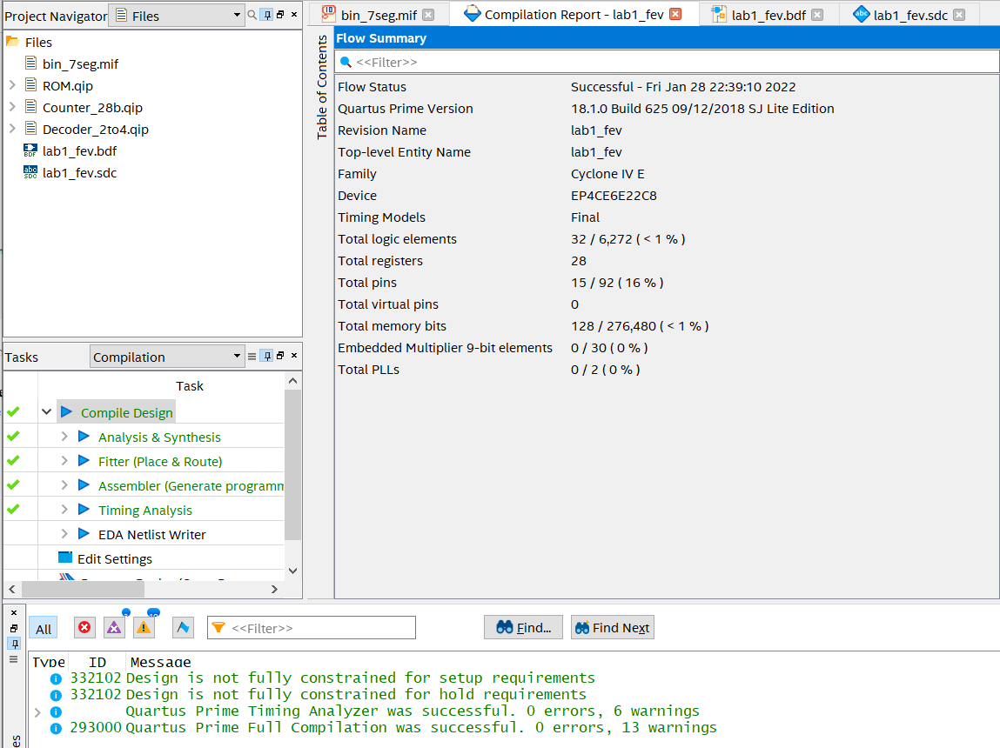 Project Navigator Files
Files
bin_7seg.mif
ROM.qip
Counter_28b.qip
Decoder_2to4.qip
lab1_fev.bdf
lab1_fev.sdc
Tasks Compilation
Task
Compile Design
Analysis & Synthesis
Fitter (Place & Route)
Assembler (Generate programm
Timing Analysis
EDA Netlist Writer
Edit Settings
bin_7seg.mif Compilation Report - lab1_fev lab1_fev.bdf lab1_fev.sdc
Table of Contents
Flow Summary
<<Filter>>
Flow Status Successful - Fri Jan 28 22:39:10 2022
Quartus Prime Version 18.1.0 Build 625 09/12/2018 SJ Lite Edition
Revision Name lab1_fev
Top-level Entity Name lab1_fev
Family Cyclone IV E
Device EP4CE6E22C8
Timing Models Final
Total logic elements 32 / 6,272 ( < 1 % )
Total registers 28
Total pins 15 / 92 ( 16 % )
Total virtual pins 0
Total memory bits 128 / 276,480 ( < 1 % )
Embedded Multiplier 9-bit elements 0 / 30 ( 0 % )
Total PLLs 0 / 2 ( 0 % )
All <<Filter>> Find... Find Next
Type ID Message
332102 Design is not fully constrained for setup requirements
332102 Design is not fully constrained for hold requirements
Quartus Prime Timing Analyzer was successful. 0 errors, 6 warnings
293000 Quartus Prime Full Compilation was successful. 0 errors, 13 warnings